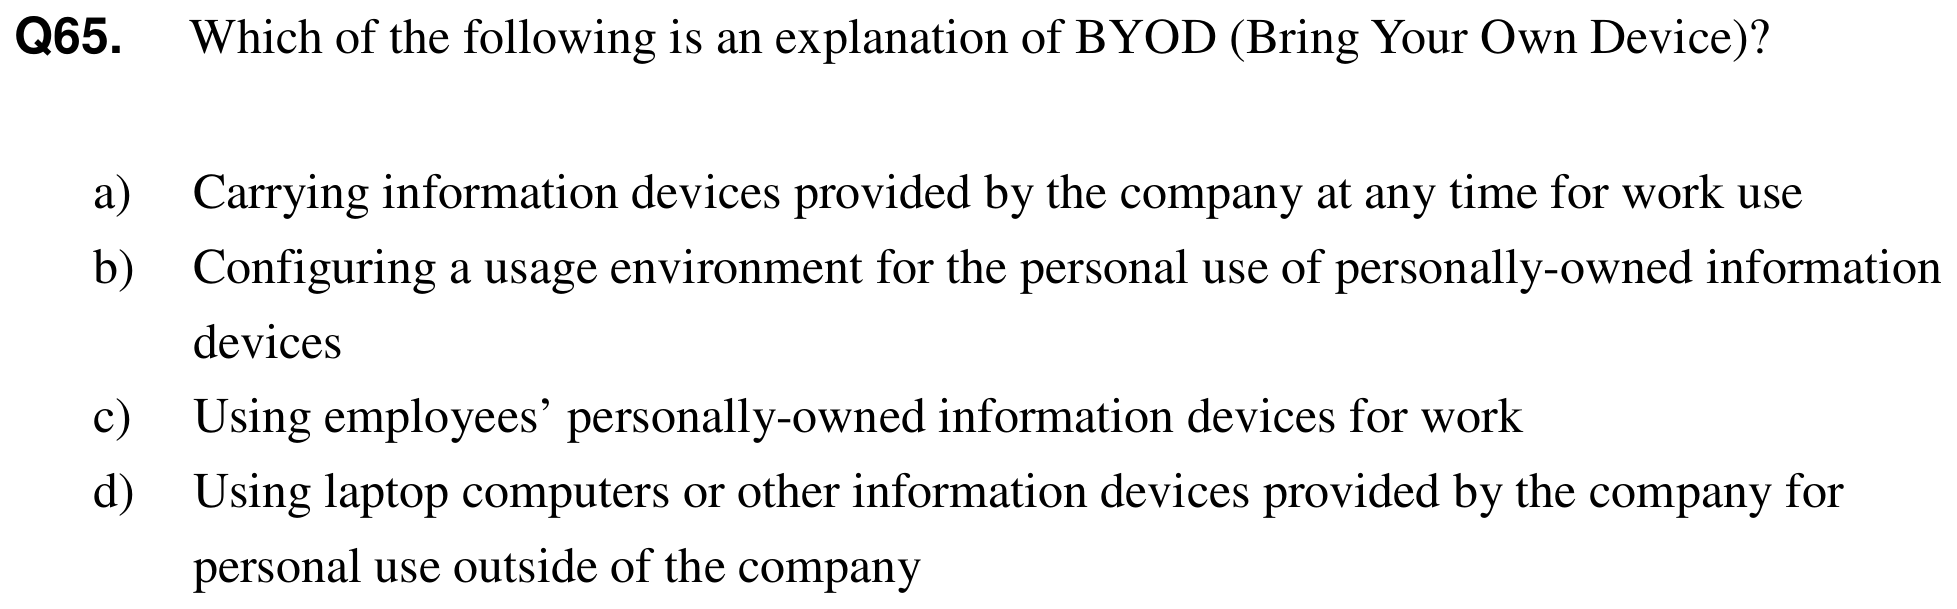 Q65. Which of the following is an explanation of BYOD (Bring Your Own Device)?
a) Carrying information devices provided by the company at any time for work use
b) Configuring a usage environment for the personal use of personally-owned information
devices
c) Using employees’ personally-owned information devices for work
d) Using laptop computers or other information devices provided by the company for
personal use outside of the company